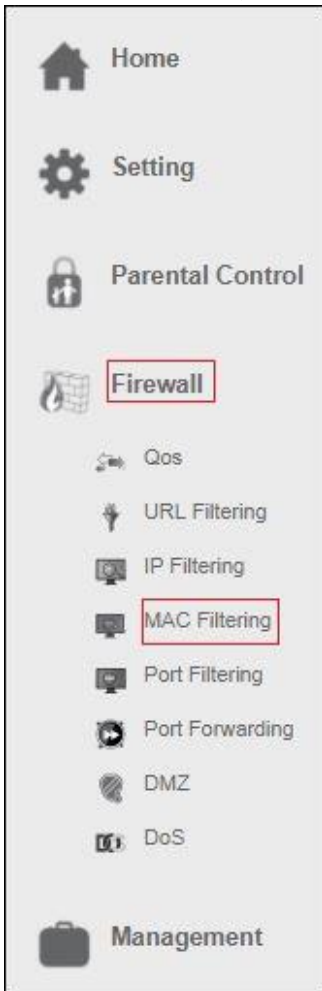 Home
Setting
Parental Control
Firewall
Qos
URL Filtering
IP Filtering
MAC Filtering
Port Filtering
Port Forwarding
DMZ
DoS
Management